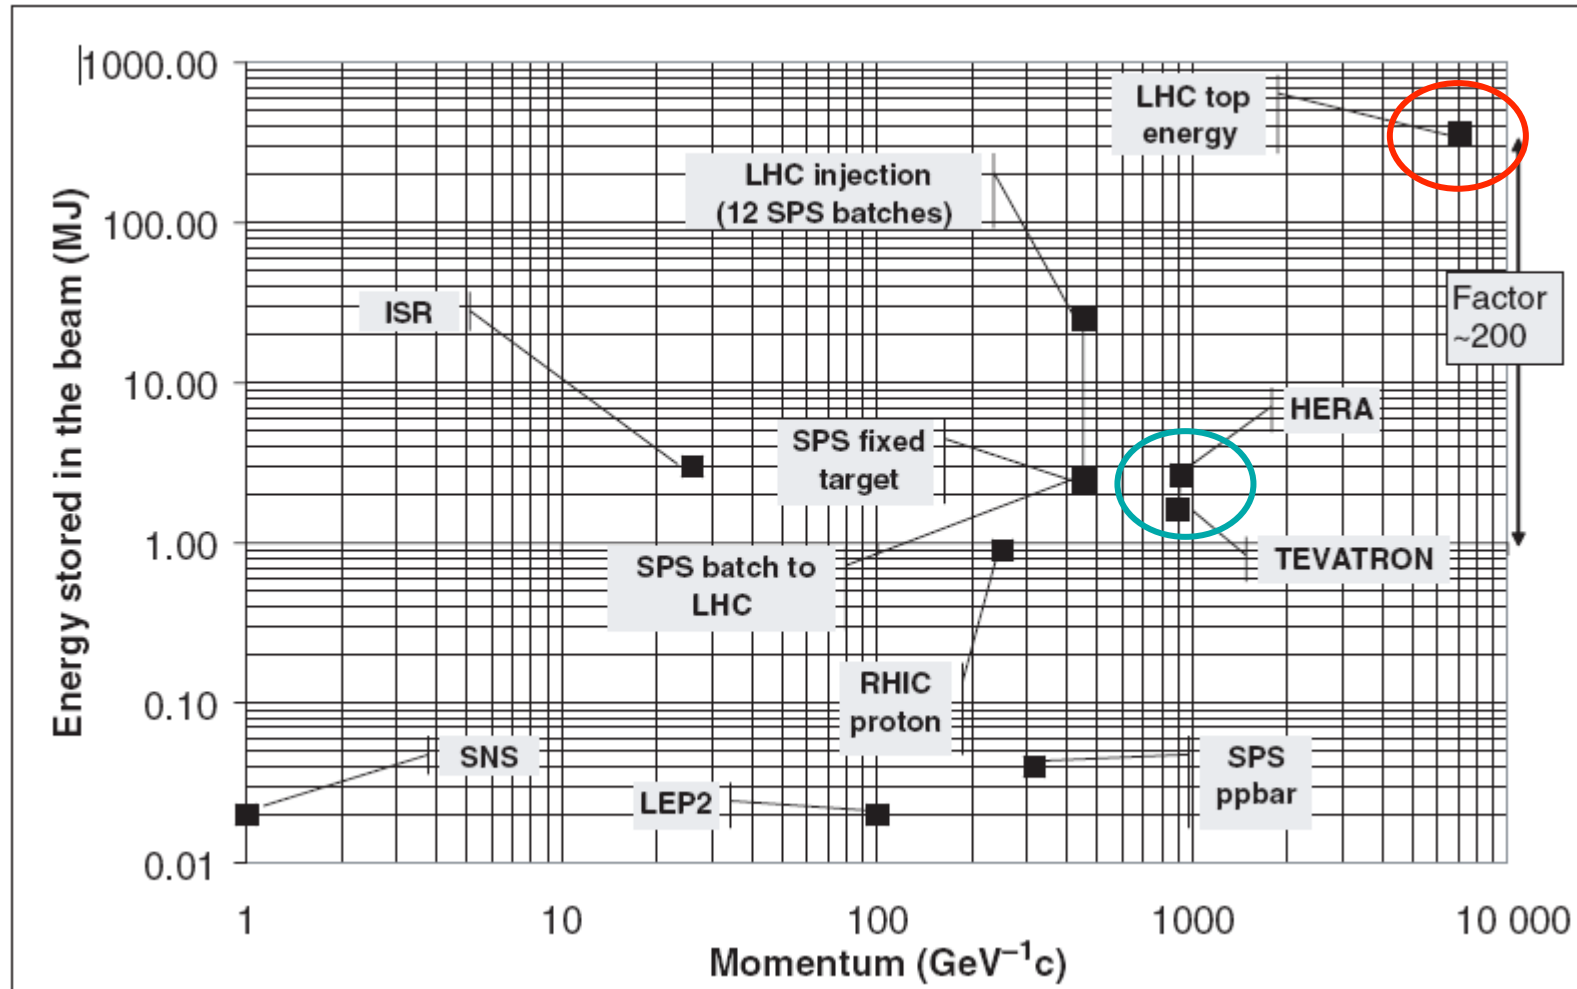 1000.00
100.00
10.00
1.00
0.10
0.01
Energy stored in the beam (MJ)
LHC top
energy
LHC injection
(12 SPS batches)
ISR
Factor
~200
HERA
SPS fixed
target
TEVATRON
SPS batch to
LHC
RHIC
proton
SNS
LEP2
SPS
ppbar
1 10 100 1000 10 000
Momentum (GeV⁻¹c)